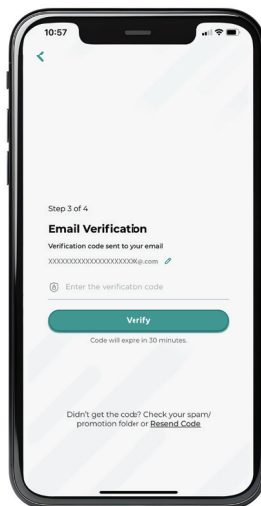 10:57
Step 3 of 4
Email Verification
Verification code sent to your email
XXXXXXXXXXXXXXXXXXXXX@.com
Enter the verification code
Verify
Code will expre in 30 minutes.
Didn't get the code? Check your spam/
promotion folder or Resend Code